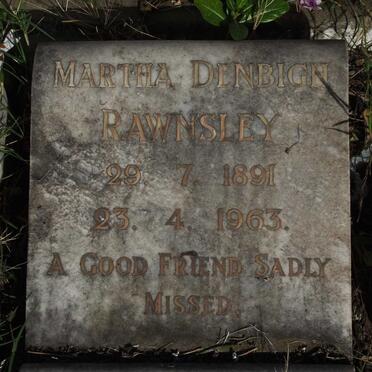 MARTHA DENBIGH
RAWNSLEY
29. 7. 1891
23. 4. 1963.
A GOOD FRIEND SADLY
MISSED.